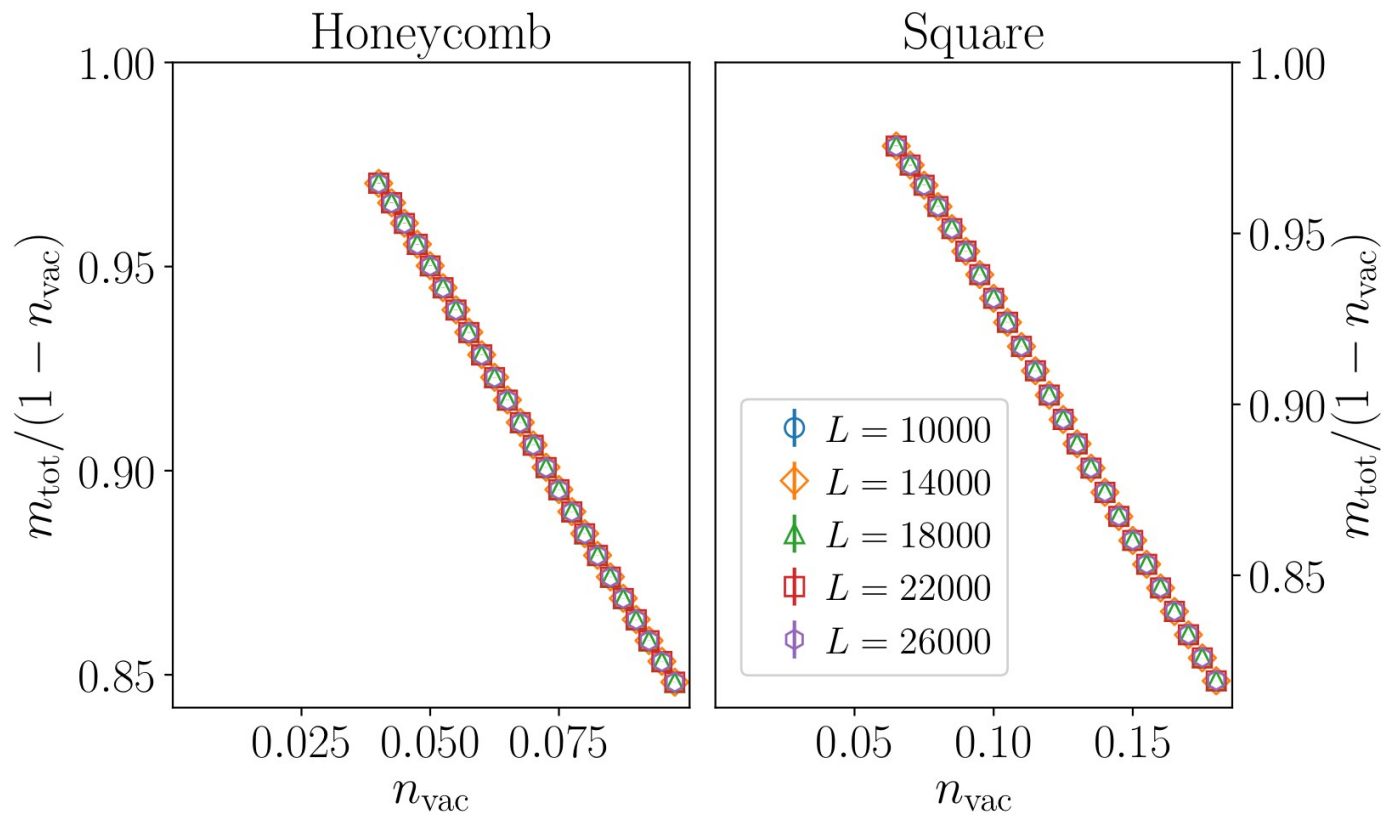 Honeycomb
Square
1.00
0.95
0.90
0.85
m_tot/(1 − n_vac)
0.025 0.050 0.075
n_vac
L = 10000
L = 14000
L = 18000
L = 22000
L = 26000
0.05 0.10 0.15
n_vac
1.00
0.95
0.90
0.85
m_tot/(1 − n_vac)